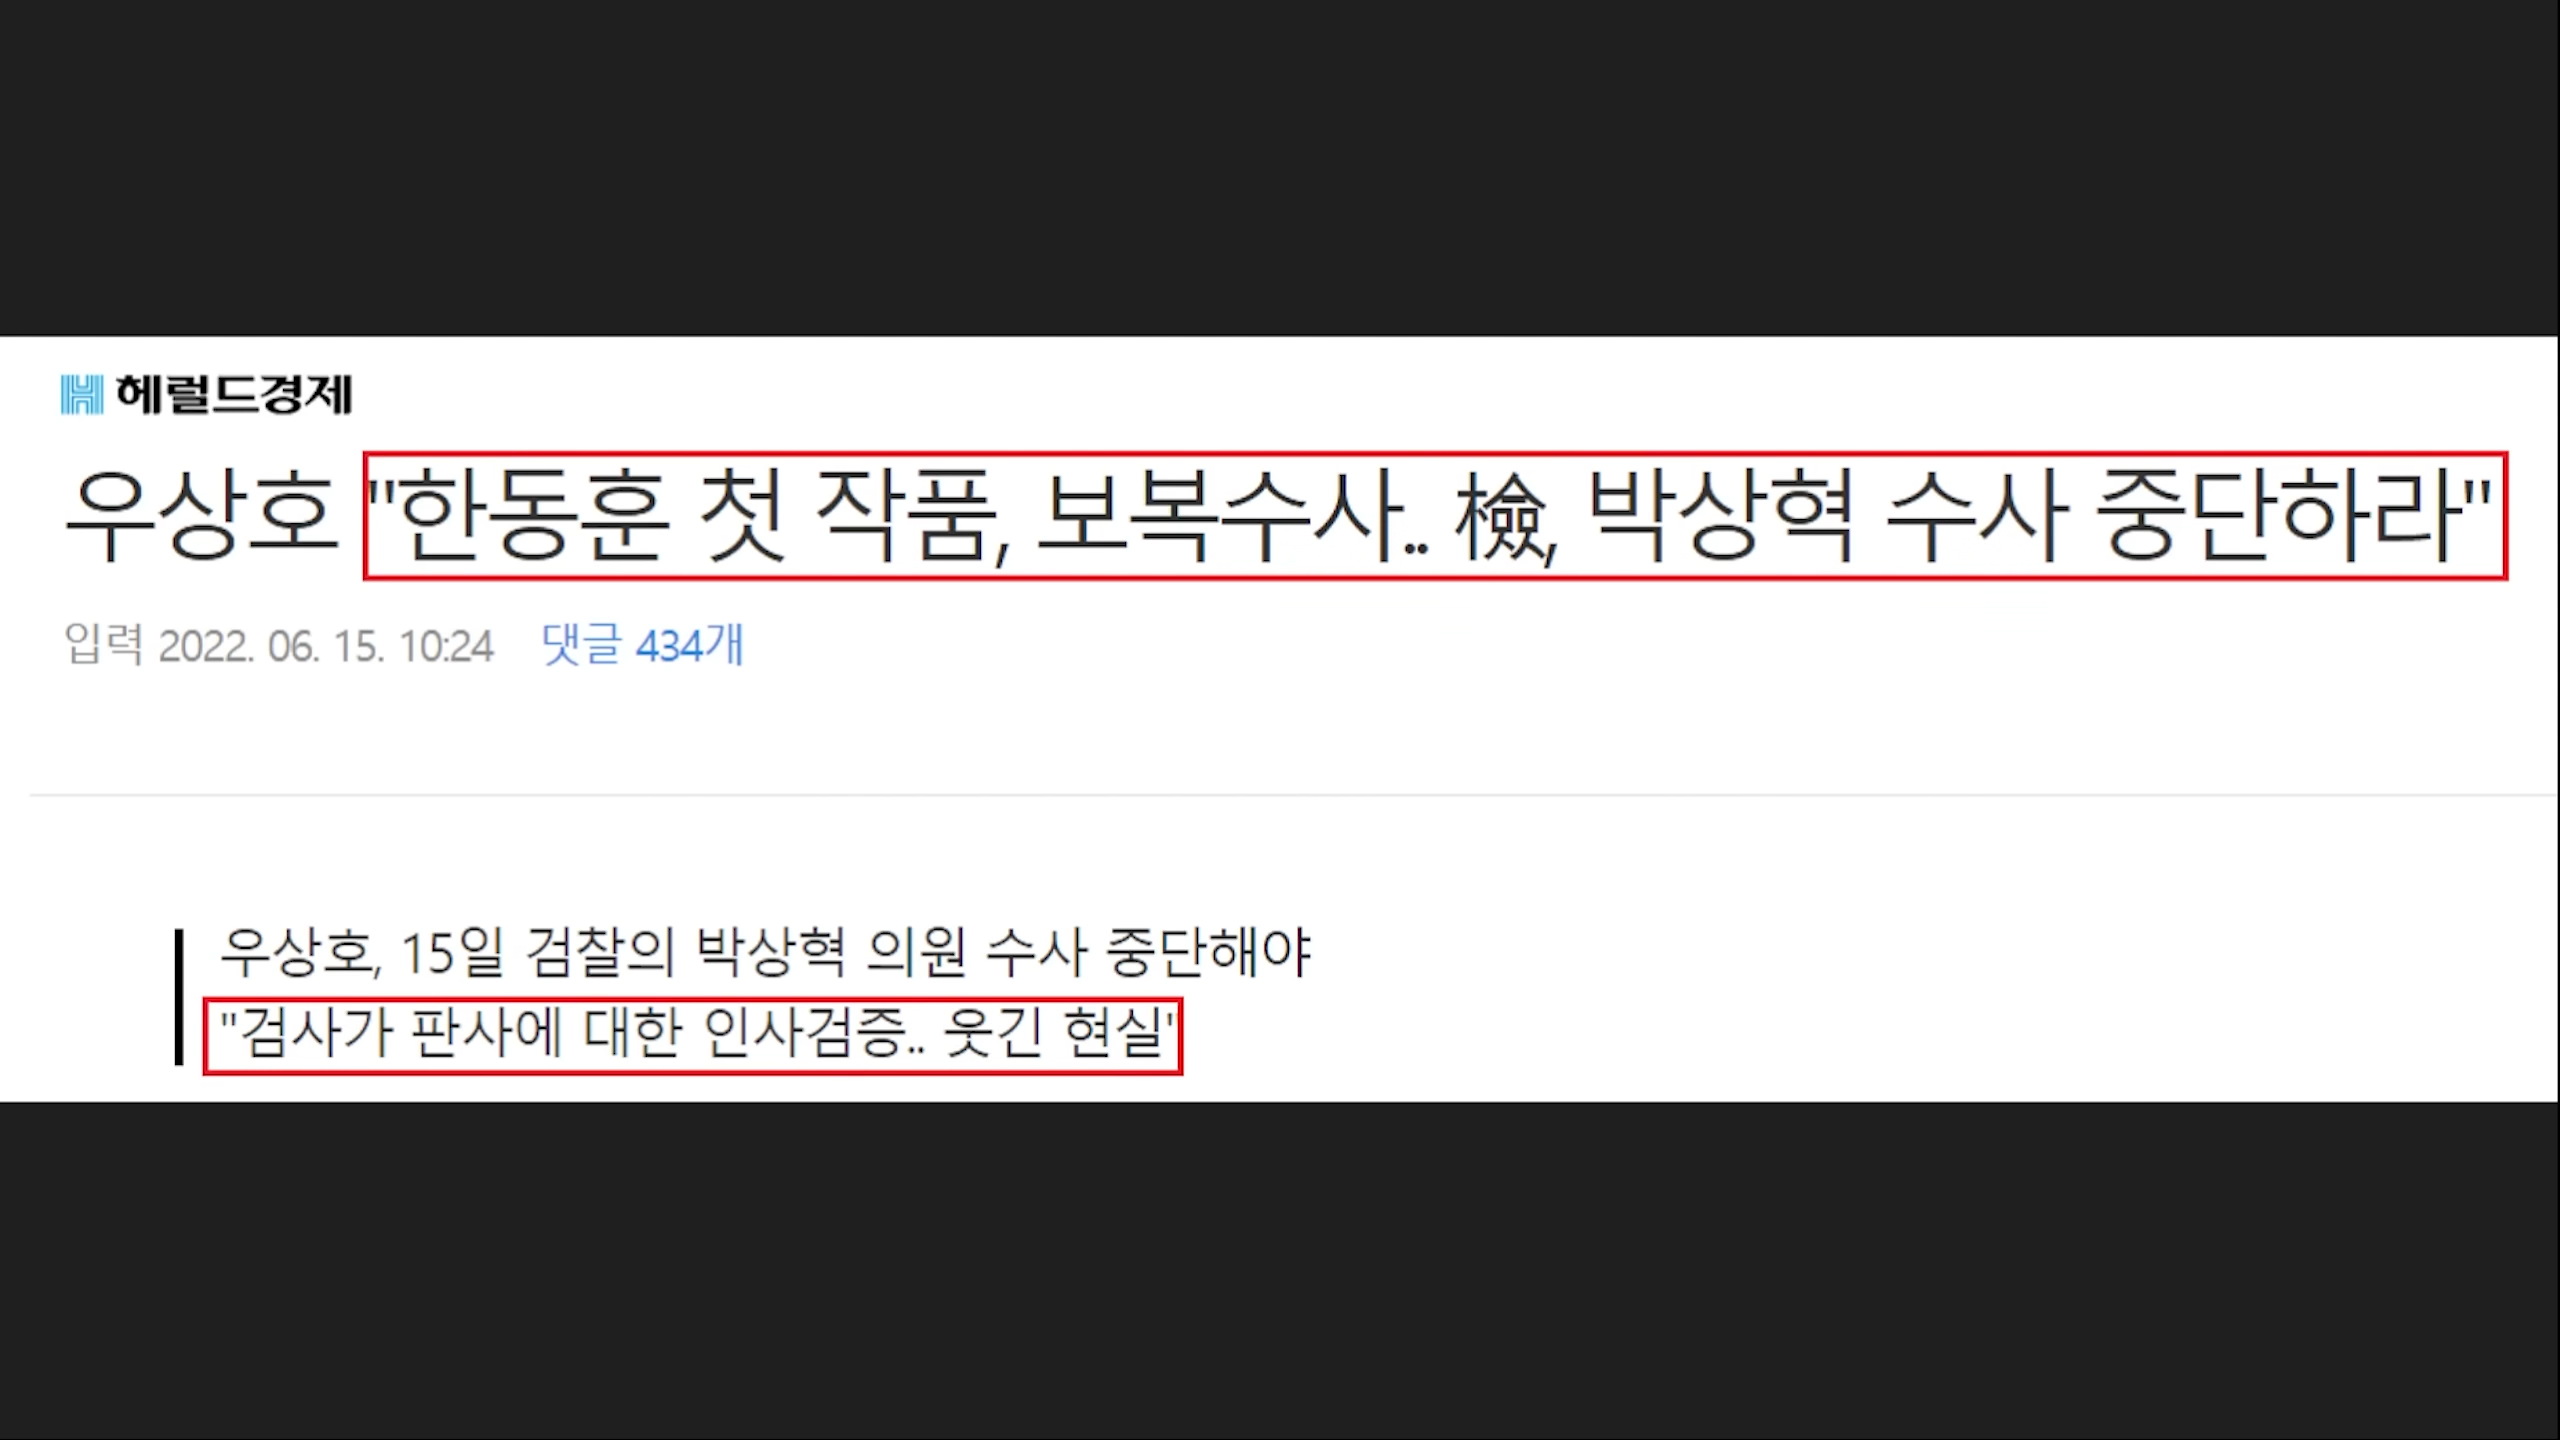 헤럴드경제
우상호 "한동훈 첫 작품, 보복수사.. 檢, 박상혁 수사 중단하라"
입력 2022. 06. 15. 10:24 댓글 434개
우상호, 15일 검찰의 박상혁 의원 수사 중단해야
"검사가 판사에 대한 인사검증.. 웃긴 현실"